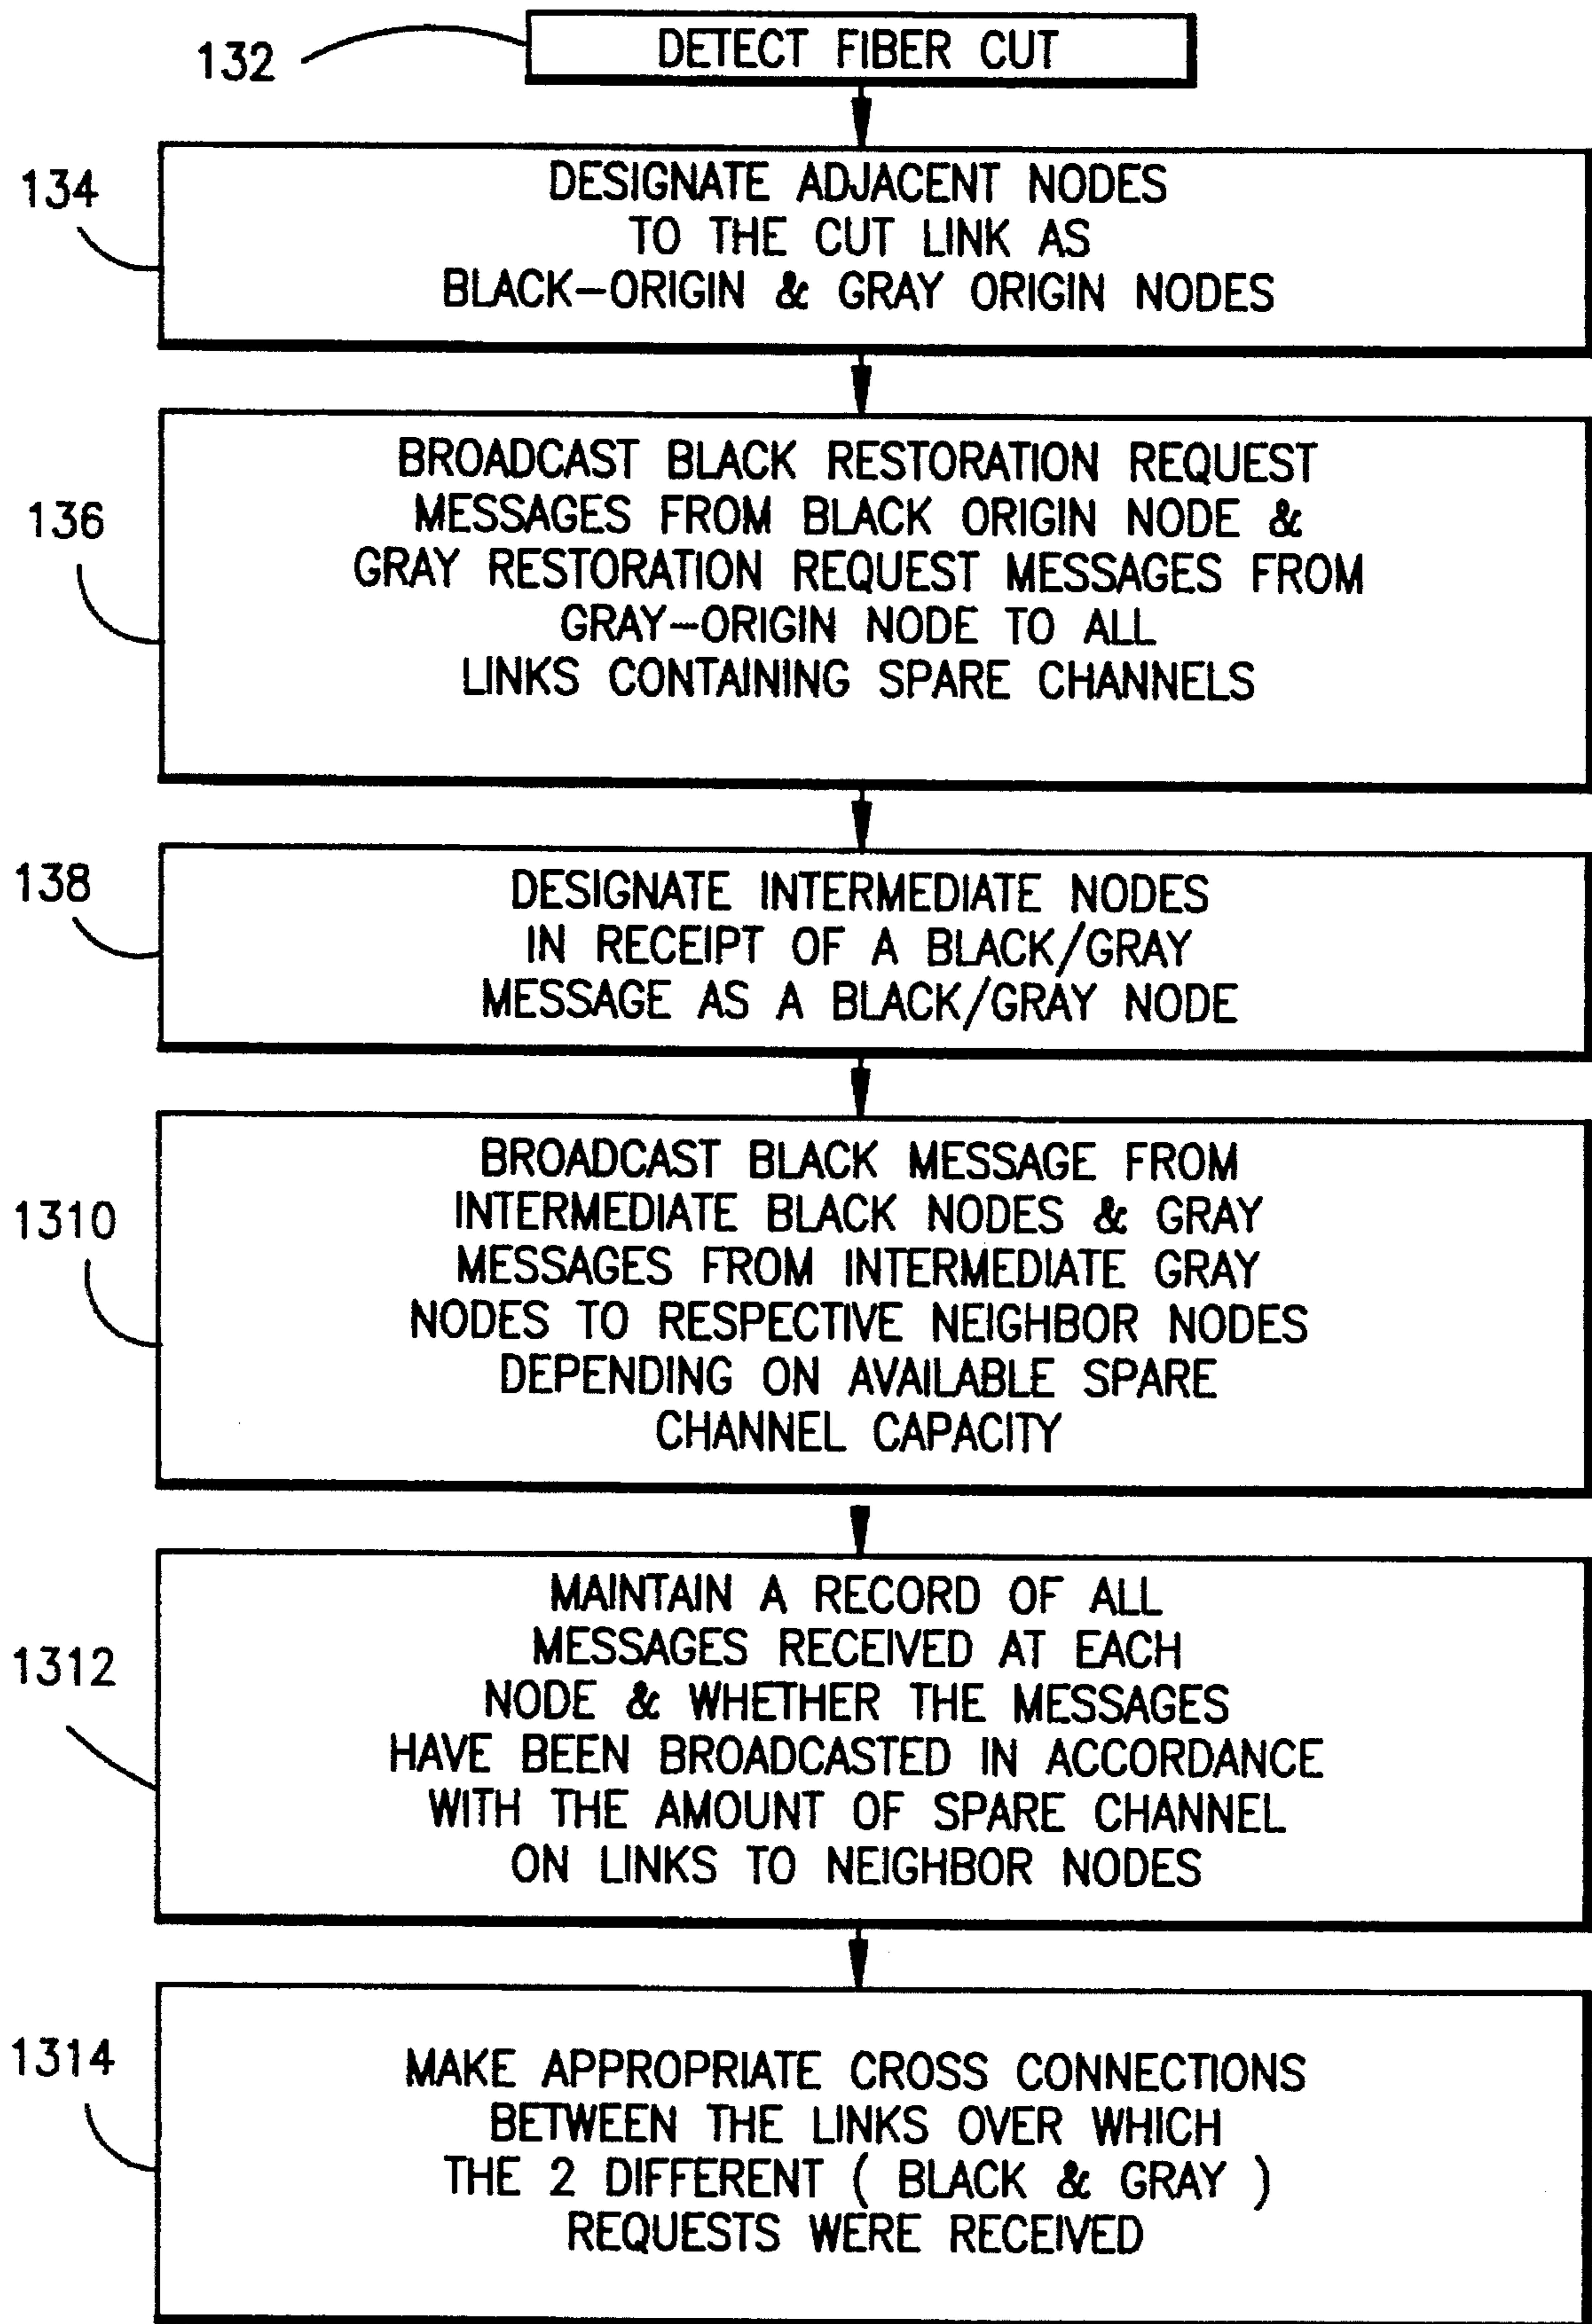 132
DETECT FIBER CUT
134
DESIGNATE ADJACENT NODES
TO THE CUT LINK AS
BLACK-ORIGIN & GRAY ORIGIN NODES
136
BROADCAST BLACK RESTORATION REQUEST
MESSAGES FROM BLACK ORIGIN NODE &
GRAY RESTORATION REQUEST MESSAGES FROM
GRAY-ORIGIN NODE TO ALL
LINKS CONTAINING SPARE CHANNELS
138
DESIGNATE INTERMEDIATE NODES
IN RECEIPT OF A BLACK/GRAY
MESSAGE AS A BLACK/GRAY NODE
1310
BROADCAST BLACK MESSAGE FROM
INTERMEDIATE BLACK NODES & GRAY
MESSAGES FROM INTERMEDIATE GRAY
NODES TO RESPECTIVE NEIGHBOR NODES
DEPENDING ON AVAILABLE SPARE
CHANNEL CAPACITY
1312
MAINTAIN A RECORD OF ALL
MESSAGES RECEIVED AT EACH
NODE & WHETHER THE MESSAGES
HAVE BEEN BROADCASTED IN ACCORDANCE
WITH THE AMOUNT OF SPARE CHANNEL
ON LINKS TO NEIGHBOR NODES
1314
MAKE APPROPRIATE CROSS CONNECTIONS
BETWEEN THE LINKS OVER WHICH
THE 2 DIFFERENT ( BLACK & GRAY )
REQUESTS WERE RECEIVED